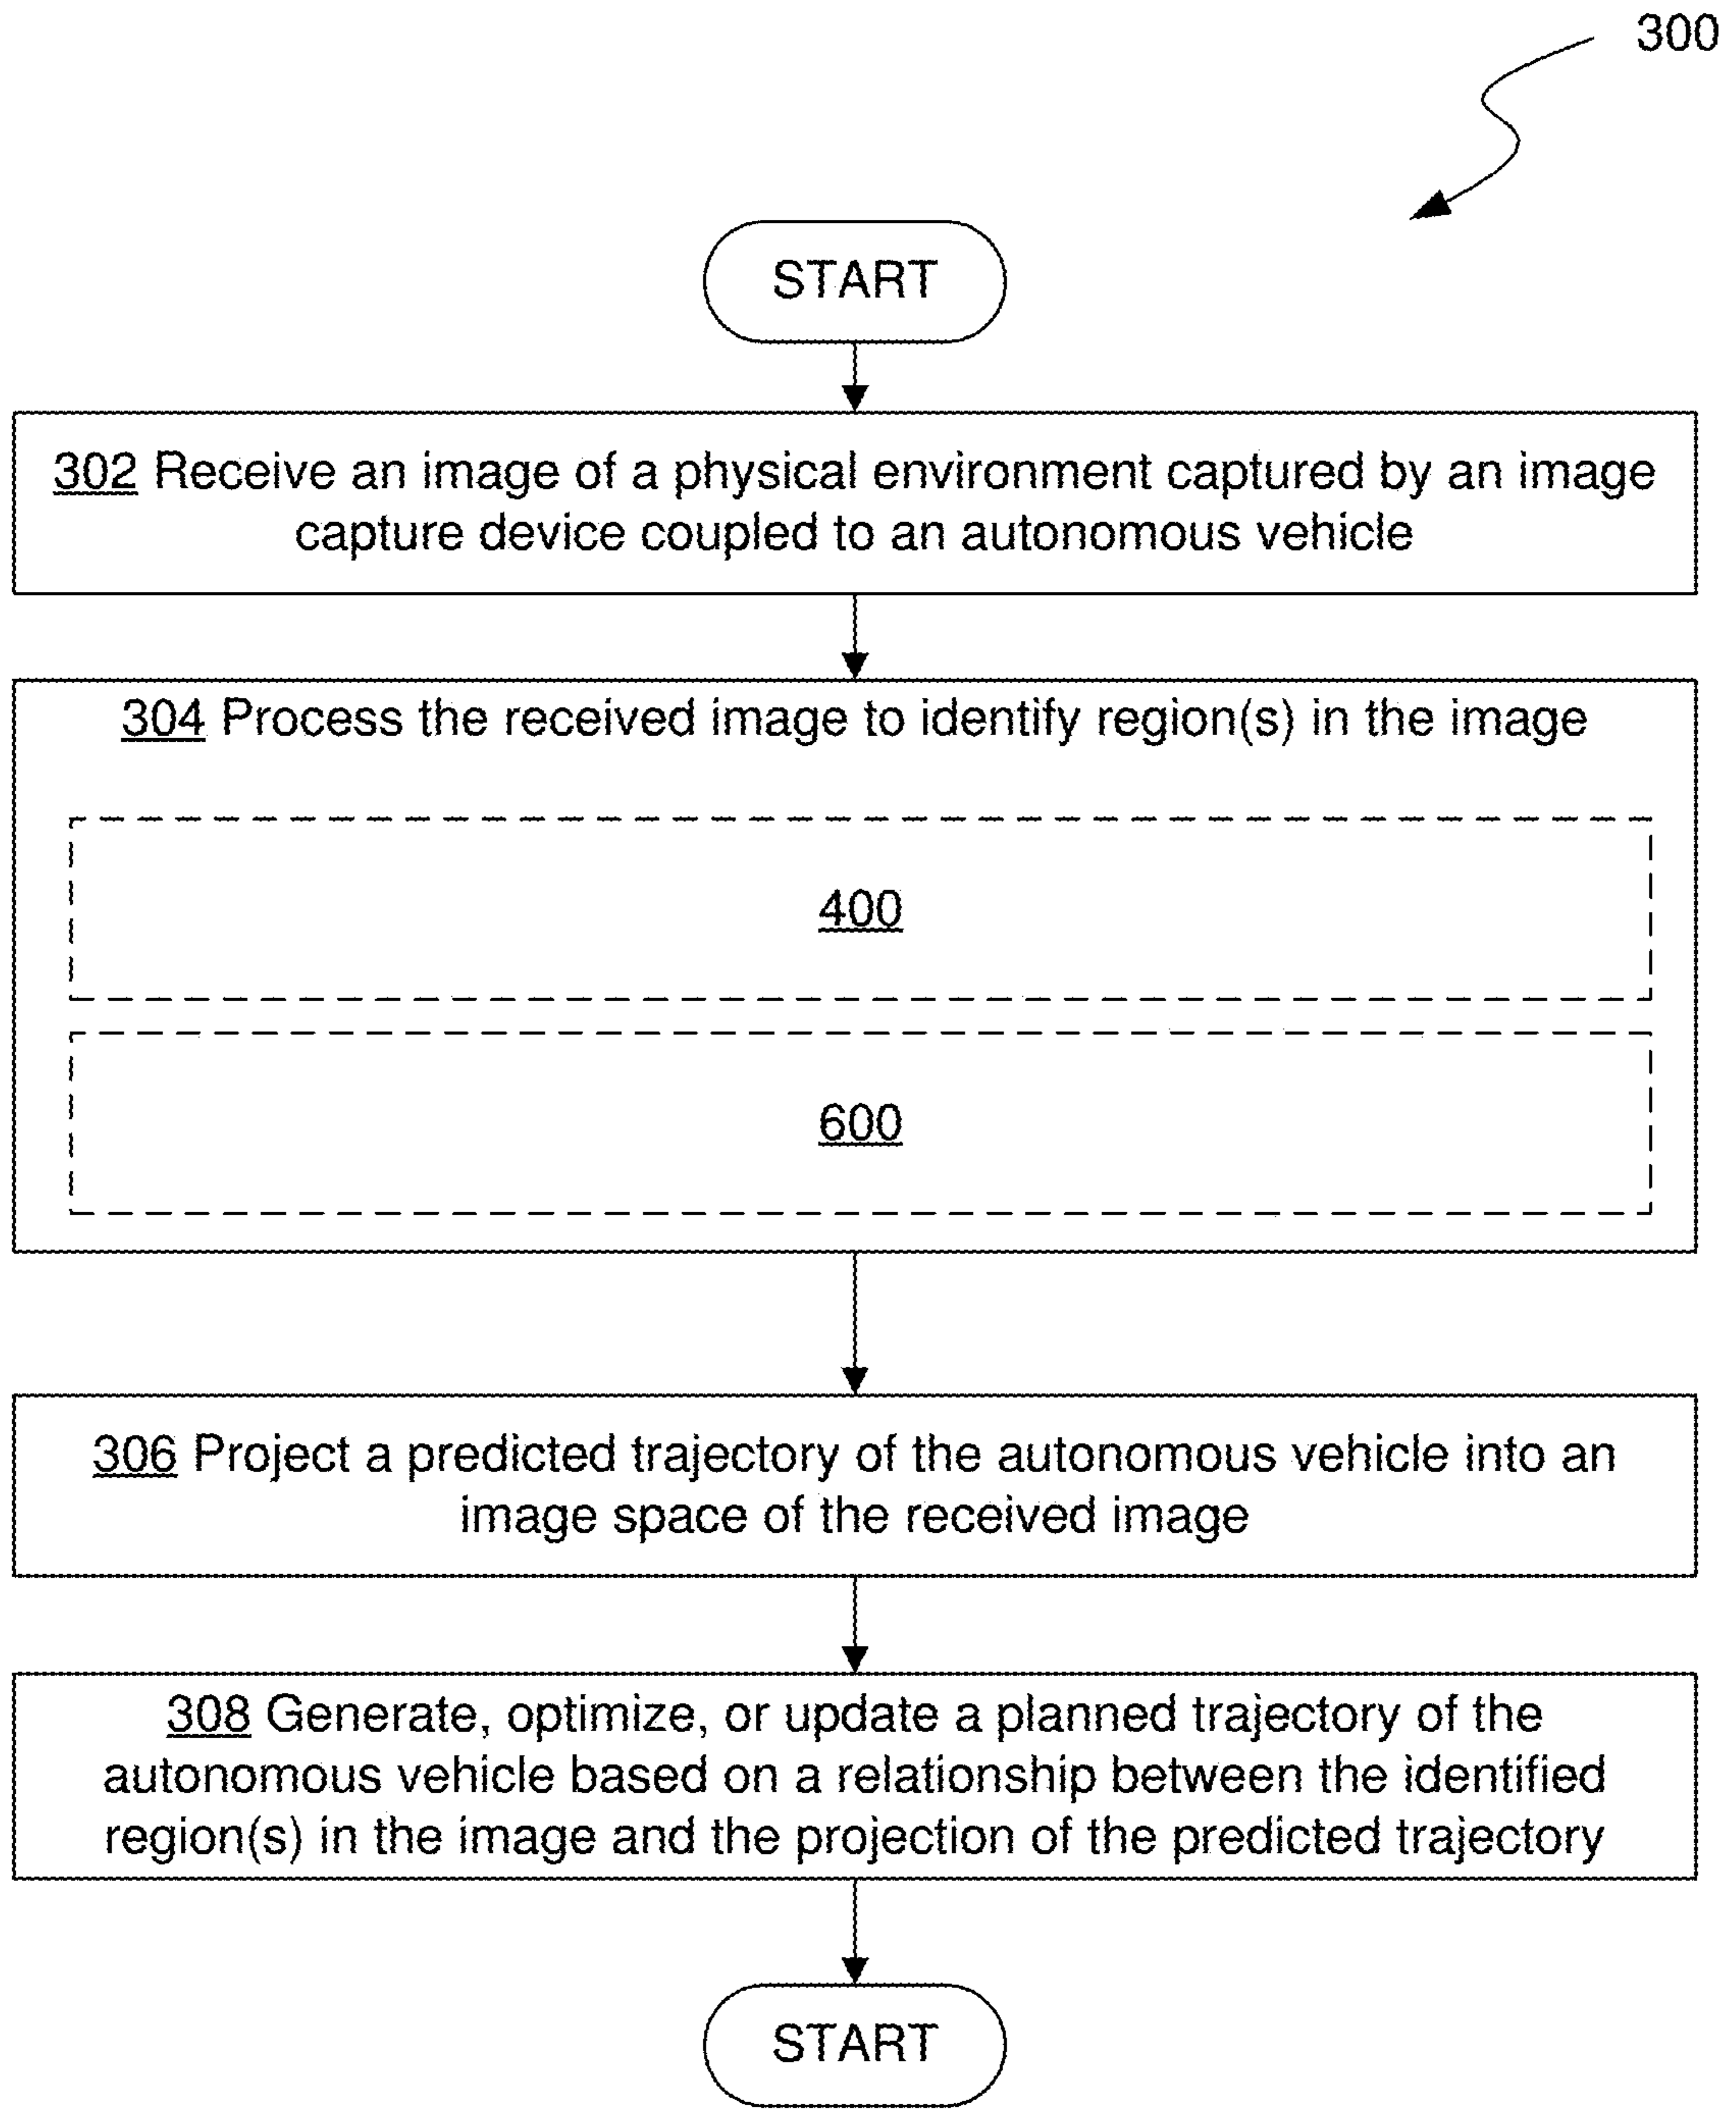 300
START
302 Receive an image of a physical environment captured by an image
capture device coupled to an autonomous vehicle
304 Process the received image to identify region(s) in the image
400
600
306 Project a predicted trajectory of the autonomous vehicle into an
image space of the received image
308 Generate, optimize, or update a planned trajectory of the
autonomous vehicle based on a relationship between the identified
region(s) in the image and the projection of the predicted trajectory
START